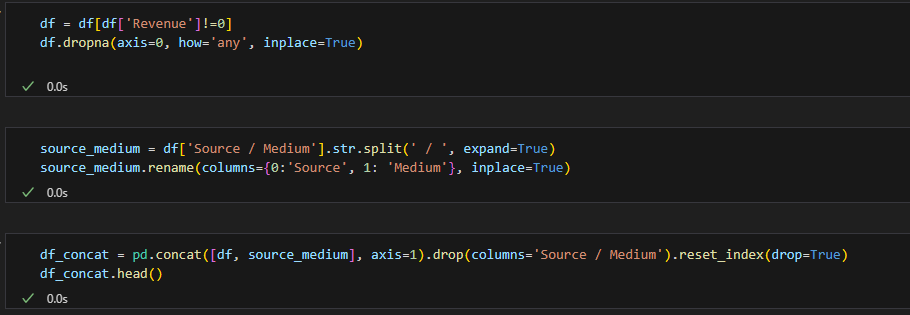 df = df[df['Revenue']!=0]
df.dropna(axis=0, how='any', inplace=True)
0.0s
source_medium = df['Source / Medium'].str.split(' / ', expand=True)
source_medium.rename(columns={0:'Source', 1: 'Medium'}, inplace=True)
0.0s
df_concat = pd.concat([df, source_medium], axis=1).drop(columns='Source / Medium').reset_index(drop=True)
df_concat.head()
0.0s